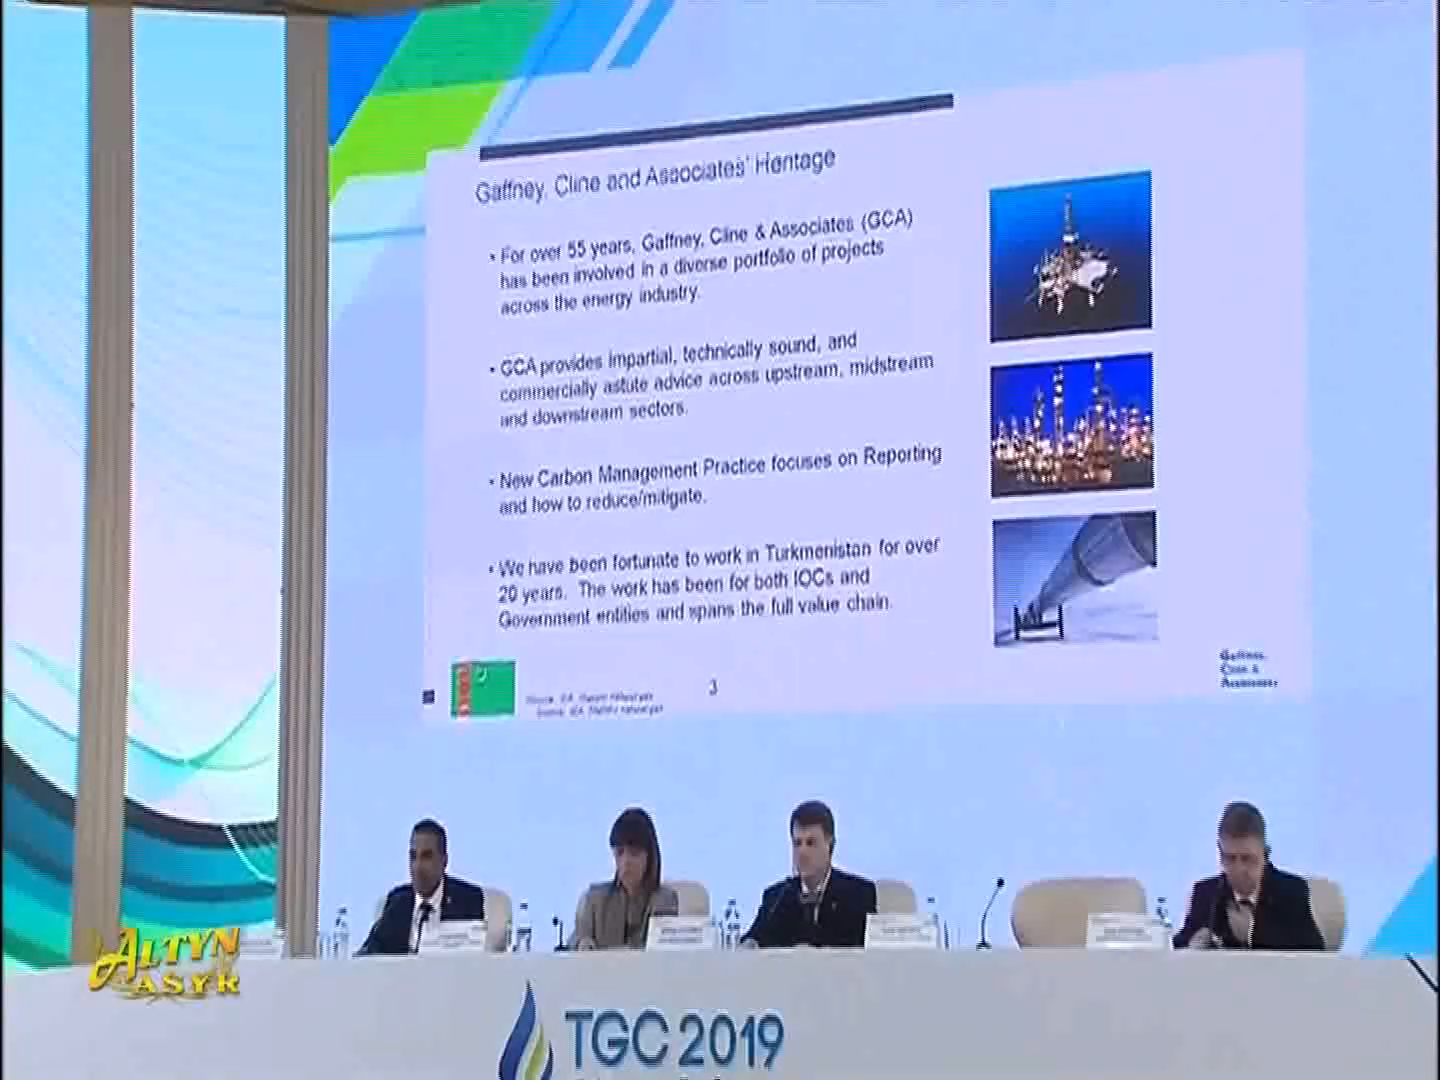 Gaffney, Cline and Associates' Heritage
• For over 55 years, Gaffney, Cline & Associates (GCA)
has been involved in a diverse portfolio of projects
across the energy industry.
• GCA provides impartial, technically sound, and
commercially astute advice across upstream, midstream
and downstream sectors.
• New Carbon Management Practice focuses on Reporting
and how to reduce/mitigate.
• We have been fortunate to work in Turkmenistan for over
20 years. The work has been for both IOCs and
Government entities and spans the full value chain.
3
Gaffney,
Cline &
Associates
ALTYN
ASYR
TGC 2019